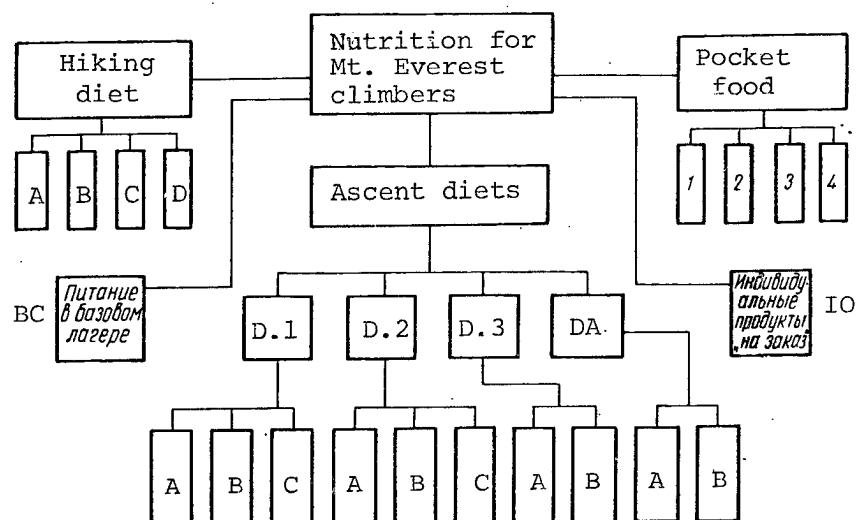 Hiking
diet
Nutrition for
Mt. Everest
climbers
Pocket
food
A B C D
1 2 3 4
Ascent diets
BC
Питание
в базовом
лагере
Индивиду-
альные
продукты
"на заказ"
IO
D.1 D.2 D.3 DA
A B C A B C A B A B